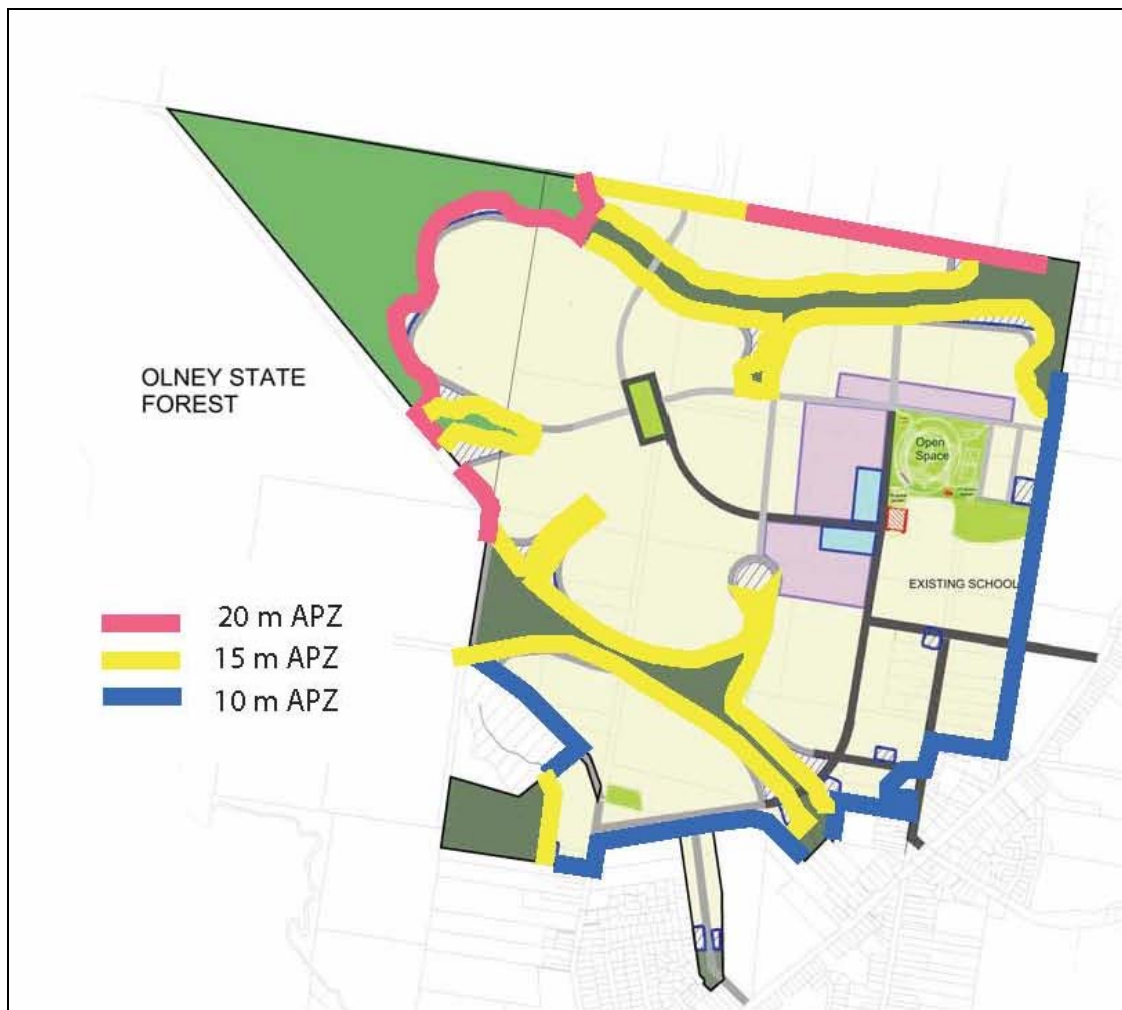 OLNEY STATE
FOREST
Open
Space
EXISTING SCHOOL
20 m APZ
15 m APZ
10 m APZ